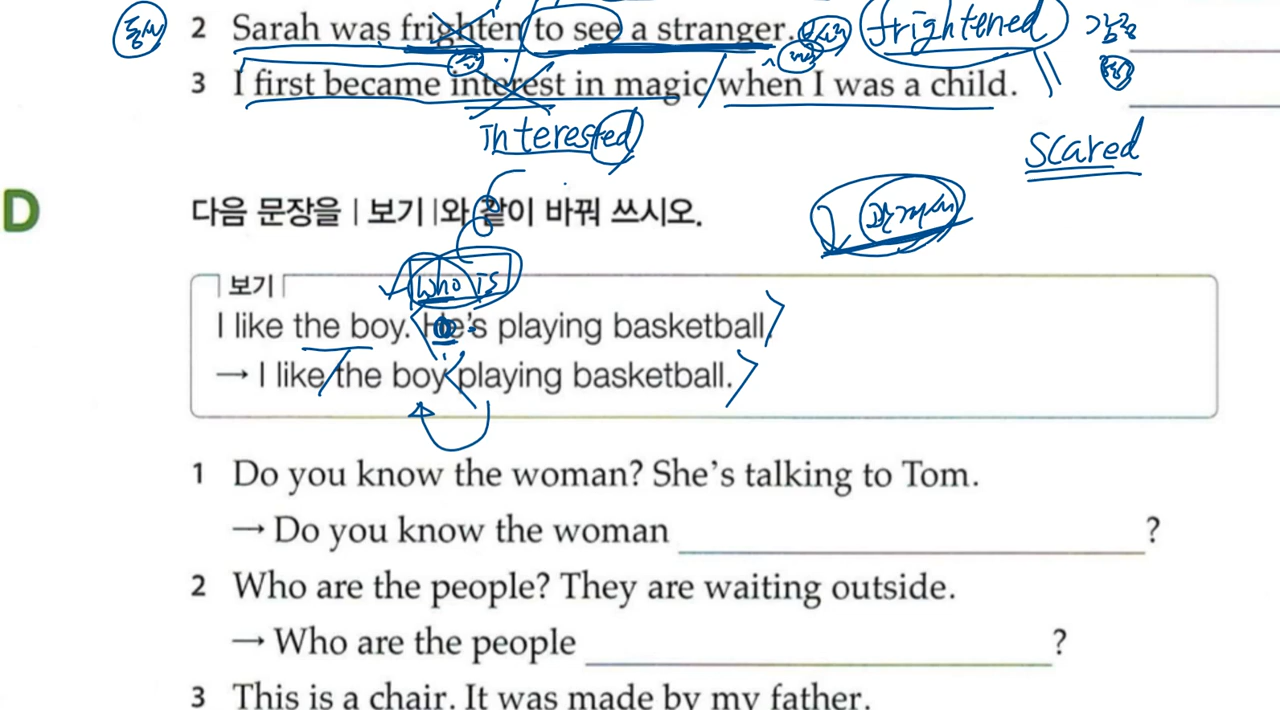 동사 2 Sarah was frighten to see a stranger. frightened 감정
3 I first became interest in magic when I was a child.
interested
scared
D 다음 문장을 | 보기 |와 같이 바꿔 쓰시오.
보기
who is
I like the boy. He's playing basketball.
→ I like the boy playing basketball.
1 Do you know the woman? She's talking to Tom.
→ Do you know the woman ?
2 Who are the people? They are waiting outside.
→ Who are the people ?
3 This is a chair. It was made by my father.